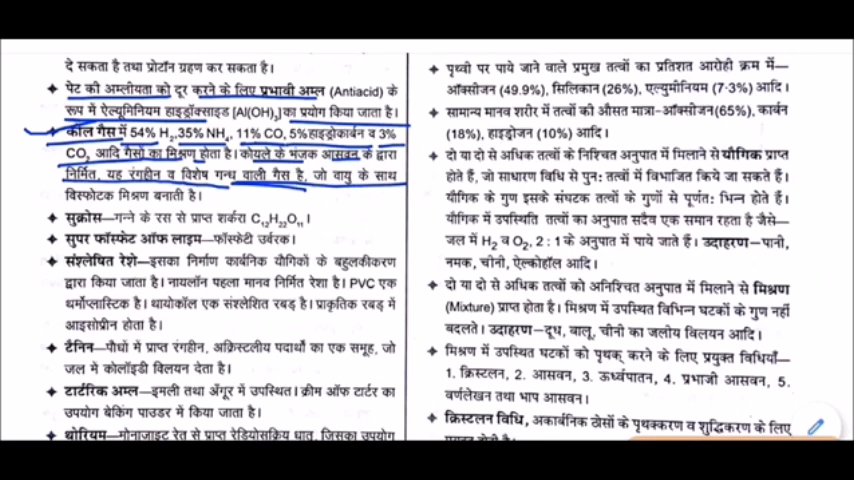 दे सकता है तथा प्रोटॉन ग्रहण कर सकता है।
✦ पेट की अम्लीयता को दूर करने के लिए प्रभावी अम्ल (Antiacid) के
रूप में ऐल्युमिनियम हाइड्रॉक्साइड [Al(OH)₃] का प्रयोग किया जाता है।
✦ कोल गैस में 54% H₂, 35% NH₄, 11% CO, 5% हाइड्रोकार्बन व 3%
CO₂ आदि गैसों का मिश्रण होता है। कोयले के भंजक आसवन के द्वारा
निर्मित, यह रंगहीन व विशेष गन्ध वाली गैस है, जो वायु के साथ
विस्फोटक मिश्रण बनाती है।
✦ सुक्रोस–गन्ने के रस से प्राप्त शर्करा C₁₂H₂₂O₁₁।
✦ सुपर फॉस्फेट ऑफ लाइम–फॉस्फेटी उर्वरक।
✦ संश्लेषित रेशे–इसका निर्माण कार्बनिक यौगिकों के बहुलकीकरण
द्वारा किया जाता है। नायलॉन पहला मानव निर्मित रेशा है। PVC एक
थर्मोप्लास्टिक है। थायोकॉल एक संश्लेशित रबड़ है। प्राकृतिक रबड़ में
आइसोप्रीन होता है।
✦ टैनिन–पौधों में प्राप्त रंगहीन, अक्रिस्टलीय पदार्थों का एक समूह, जो
जल में कोलॉइडी विलयन देता है।
✦ टार्टरिक अम्ल–इमली तथा अँगूर में उपस्थित। क्रीम ऑफ टार्टर का
उपयोग बेकिंग पाउडर में किया जाता है।
✦ थोरियम–मोनाजाइट रेत से प्राप्त रेडियोसक्रिय धातु, जिसका उपयोग
✦ पृथ्वी पर पाये जाने वाले प्रमुख तत्वों का प्रतिशत आरोही क्रम में–
ऑक्सीजन (49.9%), सिलिकान (26%), एल्युमीनियम (7·3%) आदि।
✦ सामान्य मानव शरीर में तत्वों की औसत मात्रा-ऑक्सीजन(65%), कार्बन
(18%), हाइड्रोजन (10%) आदि।
✦ दो या दो से अधिक तत्वों के निश्चित अनुपात में मिलाने से यौगिक प्राप्त
होते हैं, जो साधारण विधि से पुनः तत्वों में विभाजित किये जा सकते हैं।
यौगिक के गुण इसके संघटक तत्वों के गुणों से पूर्णतः भिन्न होते हैं।
यौगिक में उपस्थिति तत्वों का अनुपात सदैव एक समान रहता है जैसे–
जल में H₂ व O₂, 2 : 1 के अनुपात में पाये जाते हैं। उदाहरण–पानी,
नमक, चीनी, ऐल्कोहॉल आदि।
✦ दो या दो से अधिक तत्वों को अनिश्चित अनुपात में मिलाने से मिश्रण
(Mixture) प्राप्त होता है। मिश्रण में उपस्थित विभिन्न घटकों के गुण नहीं
बदलते। उदाहरण–दूध, बालू, चीनी का जलीय विलयन आदि।
✦ मिश्रण में उपस्थित घटकों को पृथक् करने के लिए प्रयुक्त विधियाँ–
1. क्रिस्टलन, 2. आसवन, 3. ऊर्ध्वपातन, 4. प्रभाजी आसवन, 5.
वर्णलेखन तथा भाप आसवन।
✦ क्रिस्टलन विधि, अकार्बनिक ठोसों के पृथक्करण व शुद्धिकरण के लिए